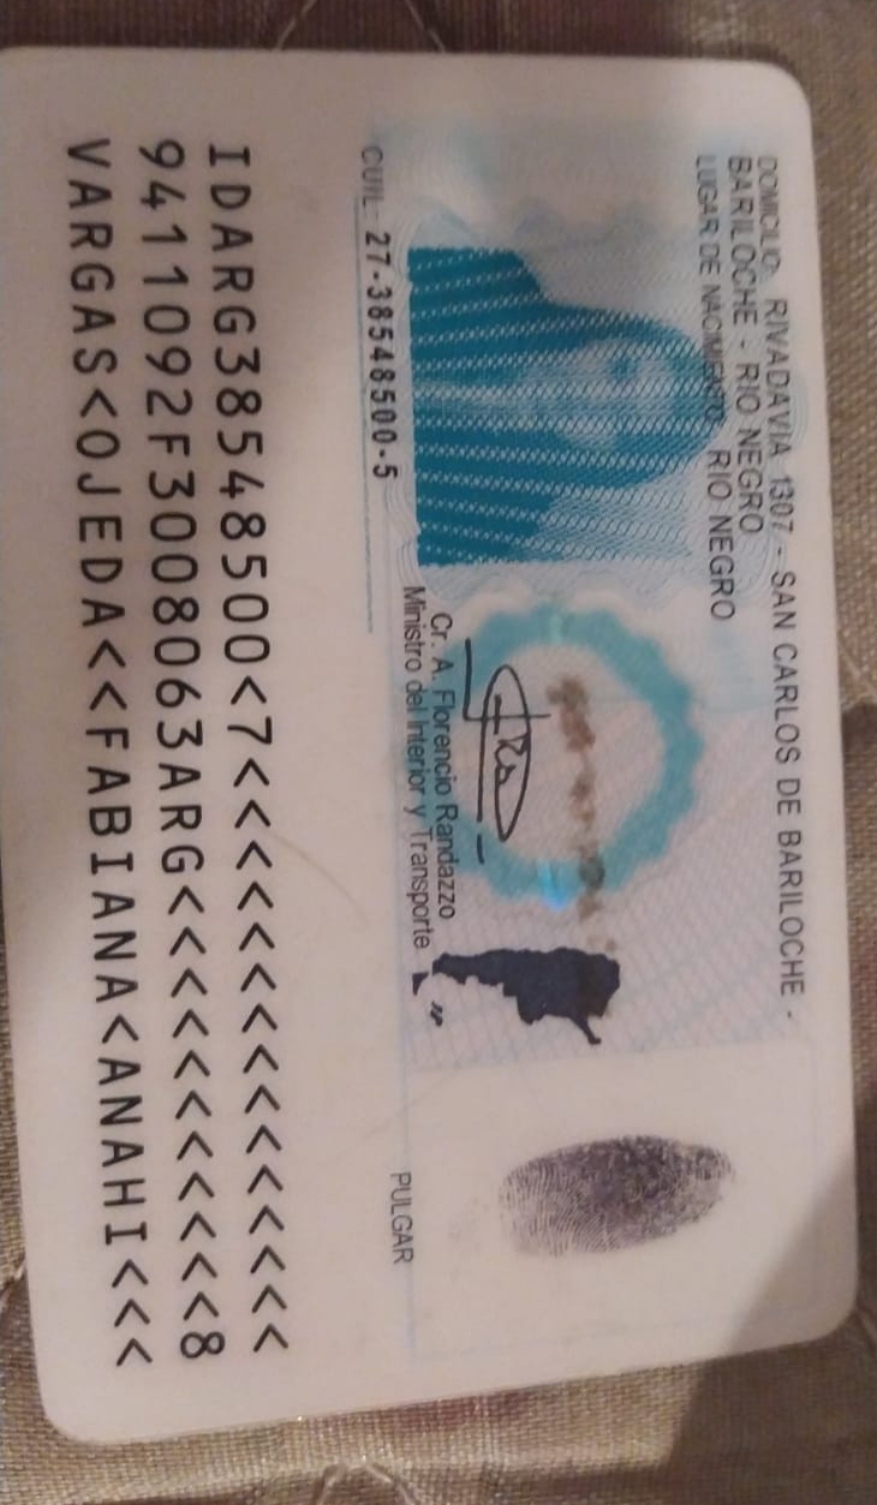 DOMICILIO: RIVADAVIA 1307 - SAN CARLOS DE BARILOCHE -
BARILOCHE - RIO NEGRO
LUGAR DE NACIMIENTO: RIO NEGRO
Cr. A. Florencio Randazzo
Ministro del Interior y Transporte
PULGAR
CUIL: 27-38548500-5
IDARG38548500<7<<<<<<<<<<<<<<<
9411092F3008063ARG<<<<<<<<<<<8
VARGAS<OJEDA<<FABIANA<ANAHI<<<